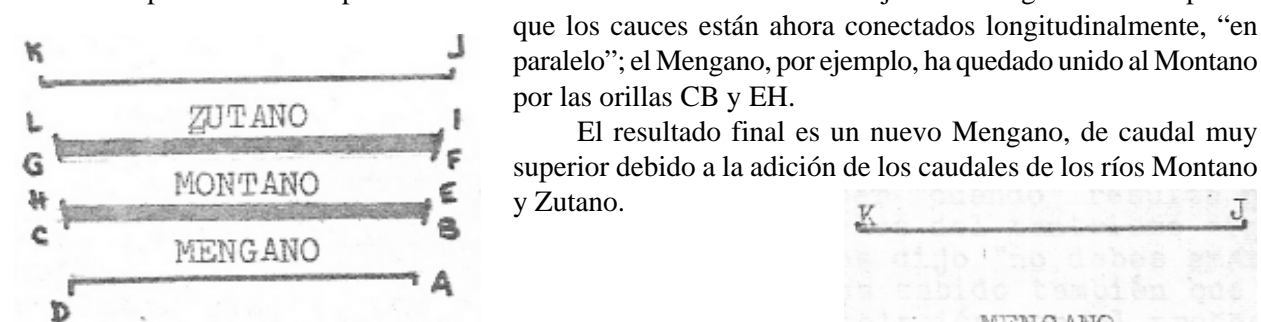 K J
ZUTANO
L I
G F
MONTANO
H E
C B
MENGANO
D A
que los cauces están ahora conectados longitudinalmente, “en
paralelo”; el Mengano, por ejemplo, ha quedado unido al Montano
por las orillas CB y EH.
El resultado final es un nuevo Mengano, de caudal muy
superior debido a la adición de los caudales de los ríos Montano
y Zutano.
K J
MENGANO